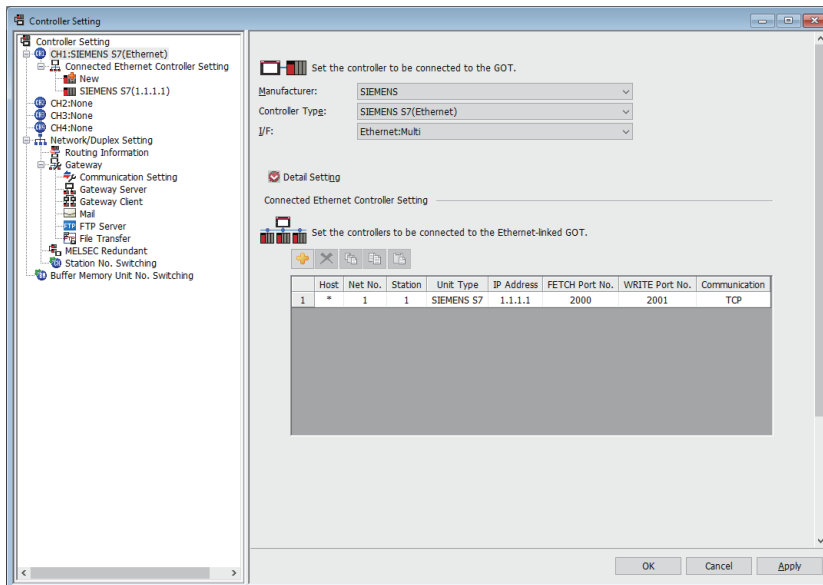 Controller Setting
Controller Setting
CH1:SIEMENS S7(Ethernet)
Connected Ethernet Controller Setting
New
SIEMENS S7(1.1.1.1)
CH2:None
CH3:None
CH4:None
Network/Duplex Setting
Routing Information
Gateway
Communication Setting
Gateway Server
Gateway Client
Mail
FTP Server
File Transfer
MELSEC Redundant
Station No. Switching
Buffer Memory Unit No. Switching
Set the controller to be connected to the GOT.
Manufacturer: SIEMENS
Controller Type: SIEMENS S7(Ethernet)
I/F: Ethernet:Multi
Detail Setting
Connected Ethernet Controller Setting
Set the controllers to be connected to the Ethernet-linked GOT.
Host Net No. Station Unit Type IP Address FETCH Port No. WRITE Port No. Communication
1 * 1 1 SIEMENS S7 1.1.1.1 2000 2001 TCP
OK Cancel Apply